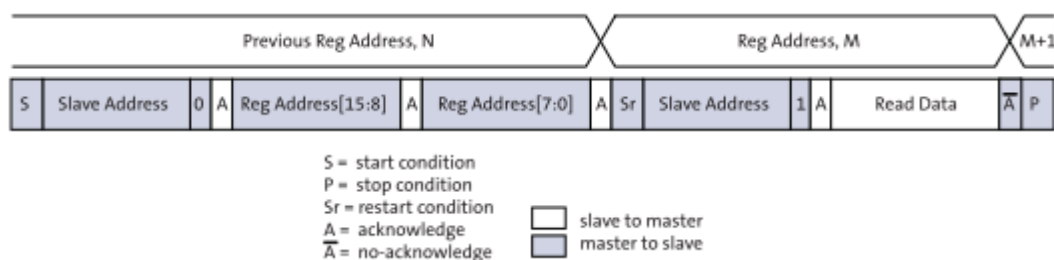 Previous Reg Address, N Reg Address, M M+1
S Slave Address 0 A Reg Address[15:8] A Reg Address[7:0] A Sr Slave Address 1 A Read Data A̅ P
S = start condition
P = stop condition
Sr = restart condition
A = acknowledge
A̅ = no-acknowledge
slave to master
master to slave